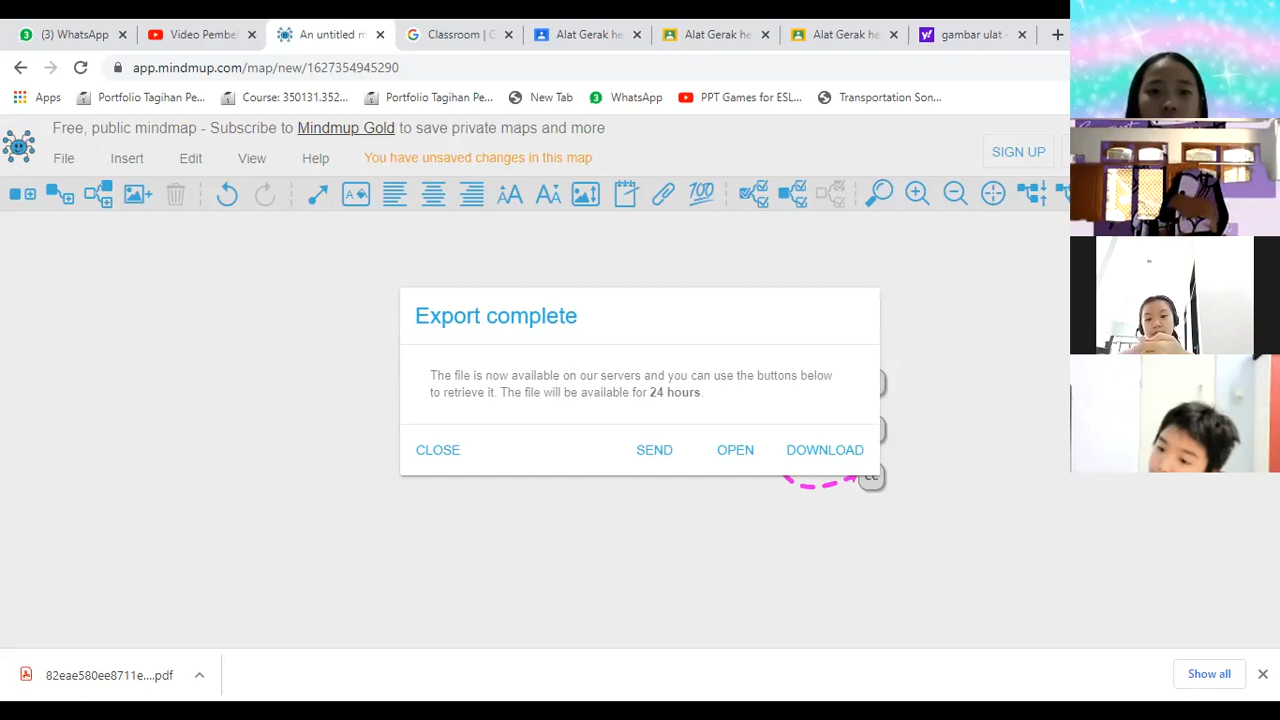 (3) WhatsApp
Video Pembel
An untitled m
Classroom | G
Alat Gerak he
Alat Gerak he
Alat Gerak he
gambar ulat -
app.mindmup.com/map/new/1627354945290
Apps
Portfolio Tagihan Pe...
Course: 350131.352...
Portfolio Tagihan Pe...
New Tab
WhatsApp
PPT Games for ESL...
Transportation Son...
Free, public mindmap - Subscribe to Mindmup Gold to save private maps and more
File
Insert
Edit
View
Help
You have unsaved changes in this map
SIGN UP
100
Export complete
The file is now available on our servers and you can use the buttons below
to retrieve it. The file will be available for 24 hours.
CLOSE
SEND
OPEN
DOWNLOAD
82eae580ee8711e....pdf
Show all